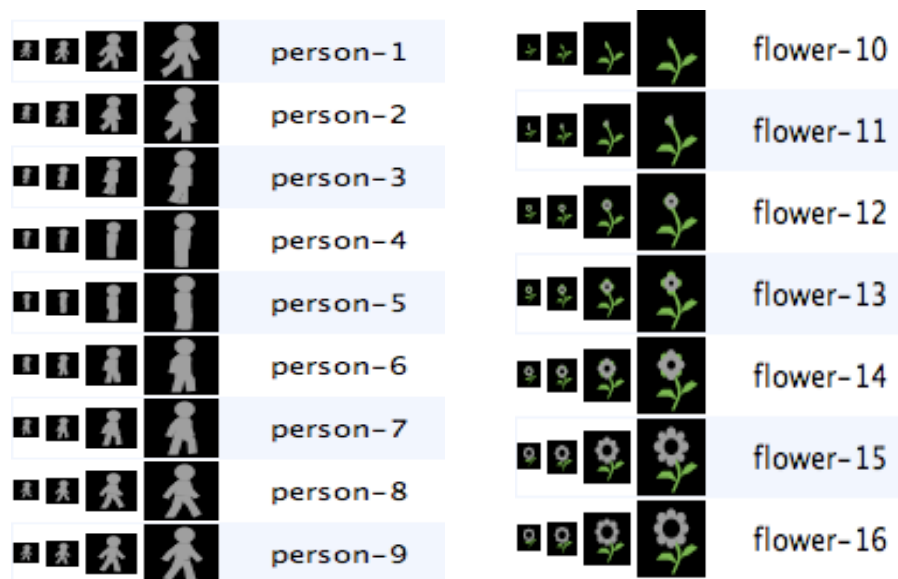 person-1
person-2
person-3
person-4
person-5
person-6
person-7
person-8
person-9
flower-10
flower-11
flower-12
flower-13
flower-14
flower-15
flower-16